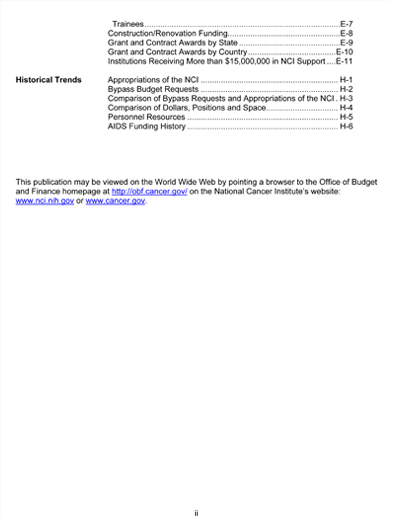 Trainees........................................................................................E-7
Construction/Renovation Funding..................................................E-8
Grant and Contract Awards by State .............................................E-9
Grant and Contract Awards by Country.......................................E-10
Institutions Receiving More than $15,000,000 in NCI Support ....E-11
Historical Trends Appropriations of the NCI .............................................................. H-1
Bypass Budget Requests .............................................................. H-2
Comparison of Bypass Requests and Appropriations of the NCI . H-3
Comparison of Dollars, Positions and Space................................. H-4
Personnel Resources .................................................................... H-5
AIDS Funding History .................................................................... H-6
This publication may be viewed on the World Wide Web by pointing a browser to the Office of Budget
and Finance homepage at http://obf.cancer.gov/ on the National Cancer Institute's website:
www.nci.nih.gov or www.cancer.gov.
ii